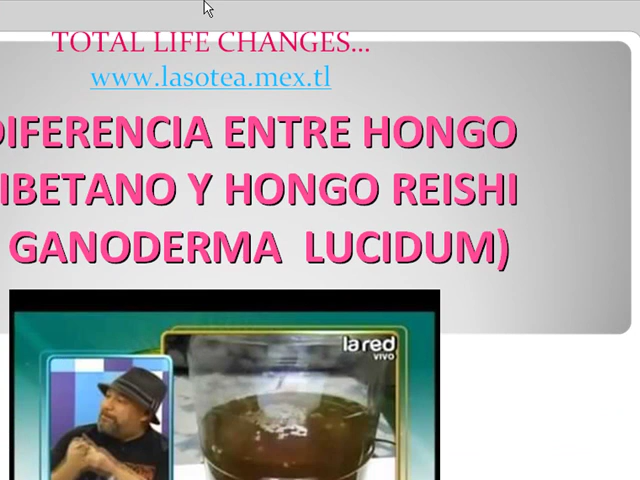 TOTAL LIFE CHANGES...
www.lasotea.mex.tl
DIFERENCIA ENTRE HONGO
IBETANO Y HONGO REISHI
GANODERMA LUCIDUM)
la red
VIVO